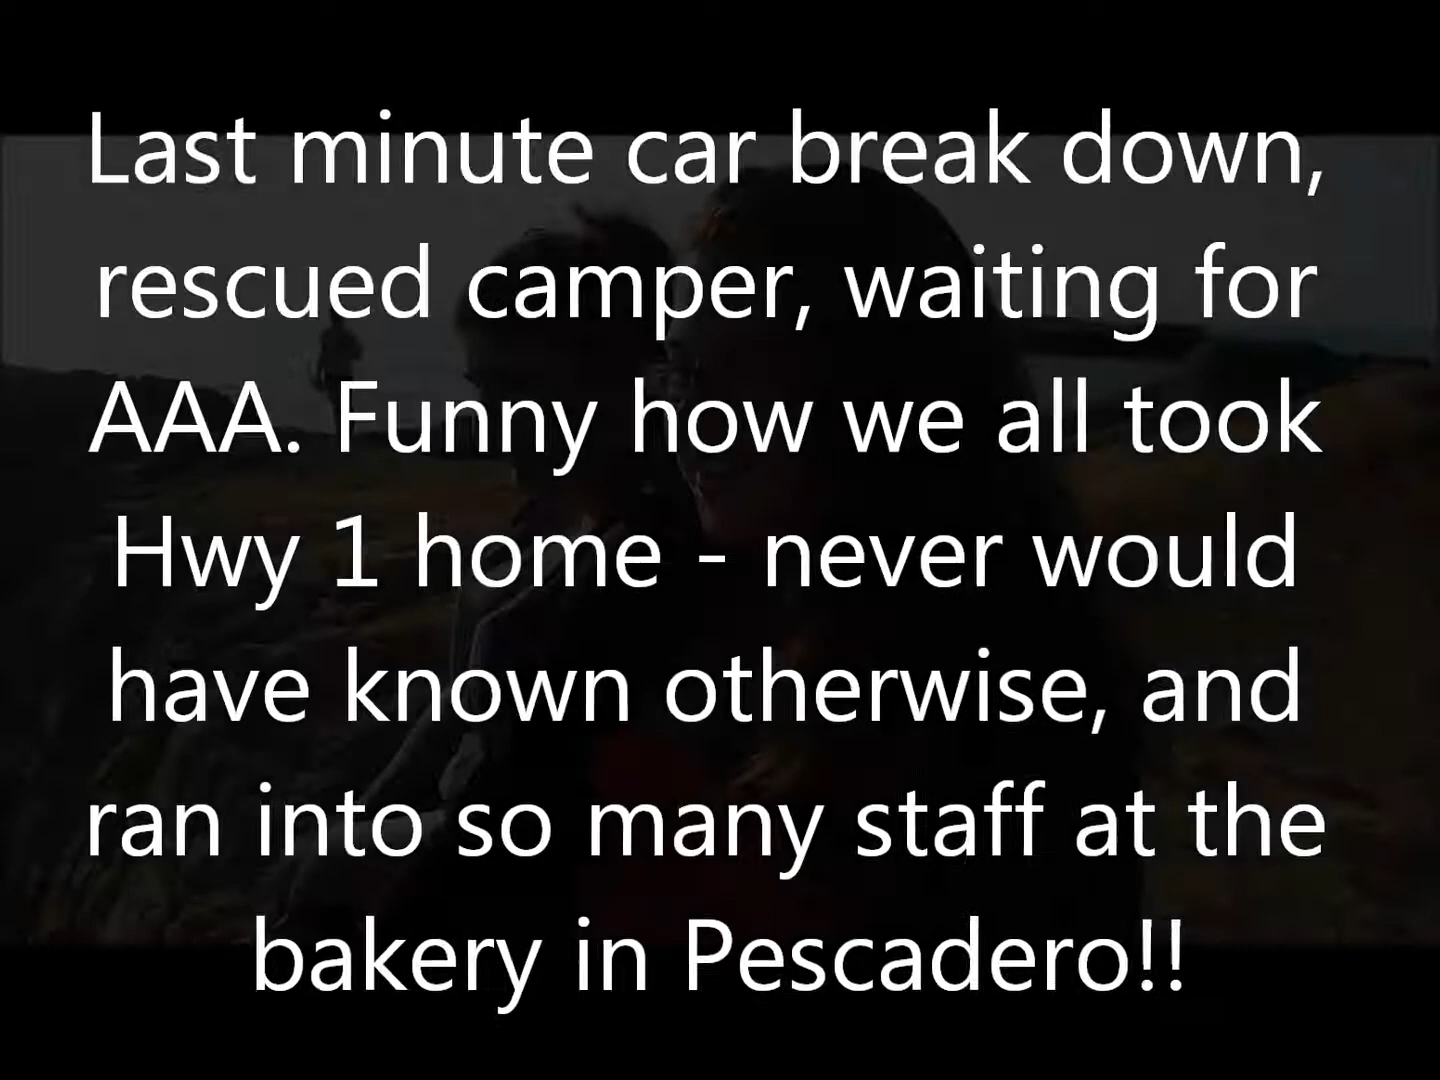 Last minute car break down,
rescued camper, waiting for
AAA. Funny how we all took
Hwy 1 home - never would
have known otherwise, and
ran into so many staff at the
bakery in Pescadero!!